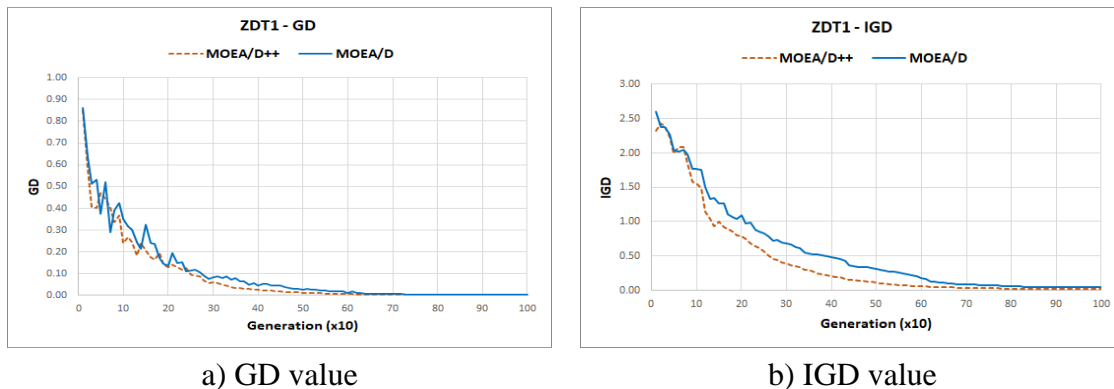 ZDT1 - GD
MOEA/D++ MOEA/D
1.00
0.90
0.80
0.70
0.60
0.50
0.40
0.30
0.20
0.10
0.00
GD
0 10 20 30 40 50 60 70 80 90 100
Generation (x10)
a) GD value
ZDT1 - IGD
MOEA/D++ MOEA/D
3.00
2.50
2.00
1.50
1.00
0.50
0.00
IGD
0 10 20 30 40 50 60 70 80 90 100
Generation (x10)
b) IGD value